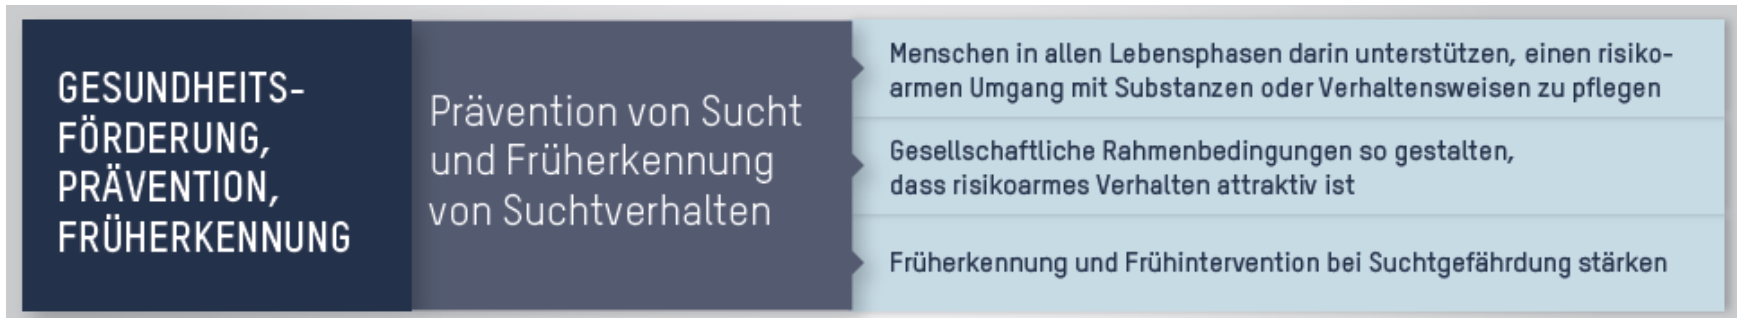 GESUNDHEITS-
FÖRDERUNG,
PRÄVENTION,
FRÜHERKENNUNG
Prävention von Sucht
und Früherkennung
von Suchtverhalten
Menschen in allen Lebensphasen darin unterstützen, einen risiko-
armen Umgang mit Substanzen oder Verhaltensweisen zu pflegen
Gesellschaftliche Rahmenbedingungen so gestalten,
dass risikoarmes Verhalten attraktiv ist
Früherkennung und Frühintervention bei Suchtgefährdung stärken